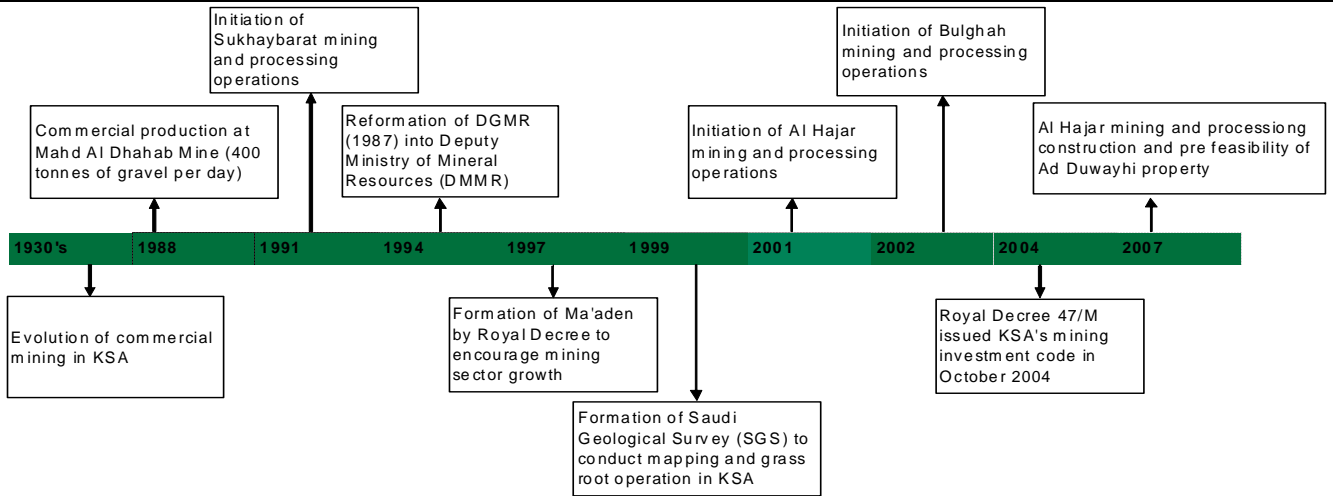 Initiation of
Sukhaybarat mining
and processing
operations
Initiation of Bulghah
mining and processing
operations
Commercial production at
Mahd Al Dhahab Mine (400
tonnes of gravel per day)
Reformation of DGMR
(1987) into Deputy
Ministry of Mineral
Resources (DMMR)
Initiation of Al Hajar
mining and processing
operations
Al Hajar mining and processiong
construction and pre feasibility of
Ad Duwayhi property
1930's 1988 1991 1994 1997 1999 2001 2002 2004 2007
Evolution of commercial
mining in KSA
Formation of Ma'aden
by Royal Decree to
encourage mining
sector growth
Royal Decree 47/M
issued KSA's mining
investment code in
October 2004
Formation of Saudi
Geological Survey (SGS) to
conduct mapping and grass
root operation in KSA